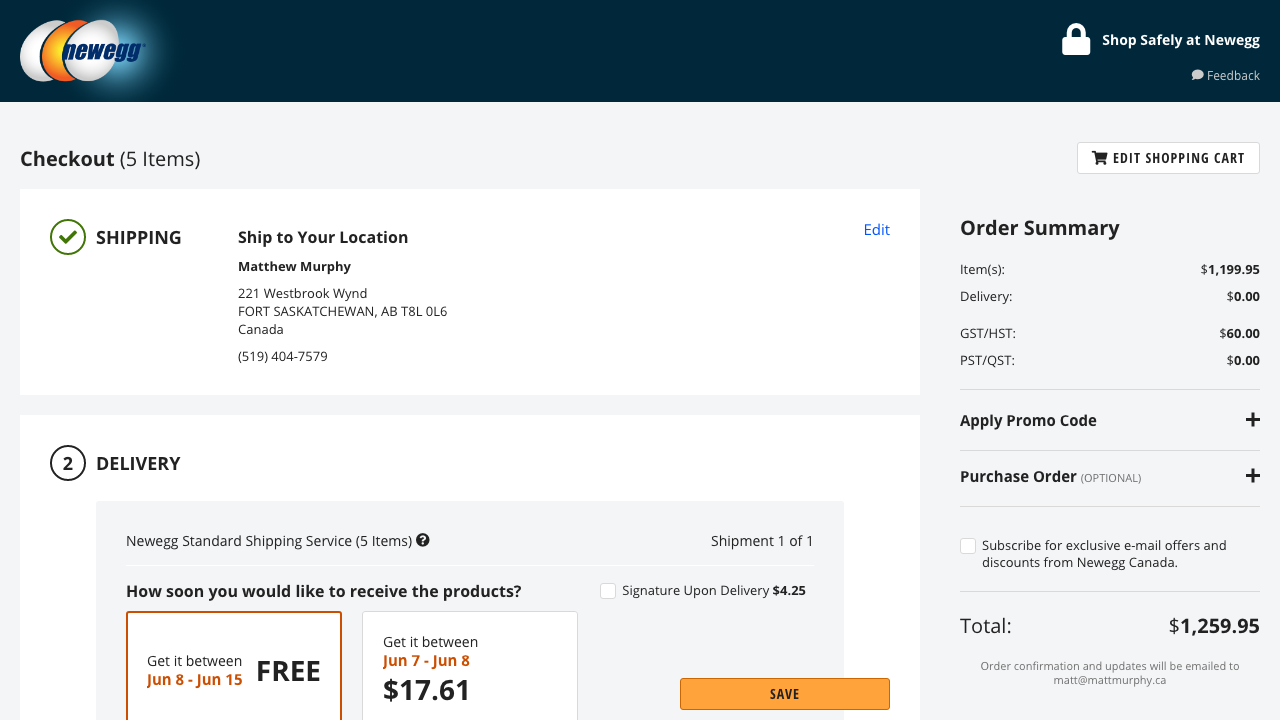 newegg
Shop Safely at Newegg
Feedback
Checkout (5 Items)
EDIT SHOPPING CART
SHIPPING
Ship to Your Location
Edit
Matthew Murphy
221 Westbrook Wynd
FORT SASKATCHEWAN, AB T8L 0L6
Canada
(519) 404-7579
2 DELIVERY
Newegg Standard Shipping Service (5 Items)
Shipment 1 of 1
How soon you would like to receive the products?
Signature Upon Delivery $4.25
Get it between
Jun 8 - Jun 15
FREE
Get it between
Jun 7 - Jun 8
$17.61
SAVE
Order Summary
Item(s): $1,199.95
Delivery: $0.00
GST/HST: $60.00
PST/QST: $0.00
Apply Promo Code
Purchase Order (OPTIONAL)
Subscribe for exclusive e-mail offers and
discounts from Newegg Canada.
Total: $1,259.95
Order confirmation and updates will be emailed to
matt@mattmurphy.ca